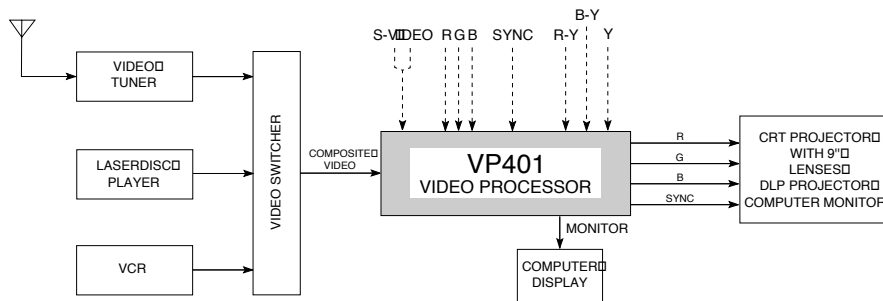 B-Y
S-VIDEO R G B SYNC R-Y Y
VIDEO
TUNER
LASERDISC
PLAYER
VCR
VIDEO SWITCHER
COMPOSITE
VIDEO
VP401
VIDEO PROCESSOR
R
G
B
SYNC
CRT PROJECTOR
WITH 9"
LENSES
DLP PROJECTOR
COMPUTER MONITOR
MONITOR
COMPUTER
DISPLAY